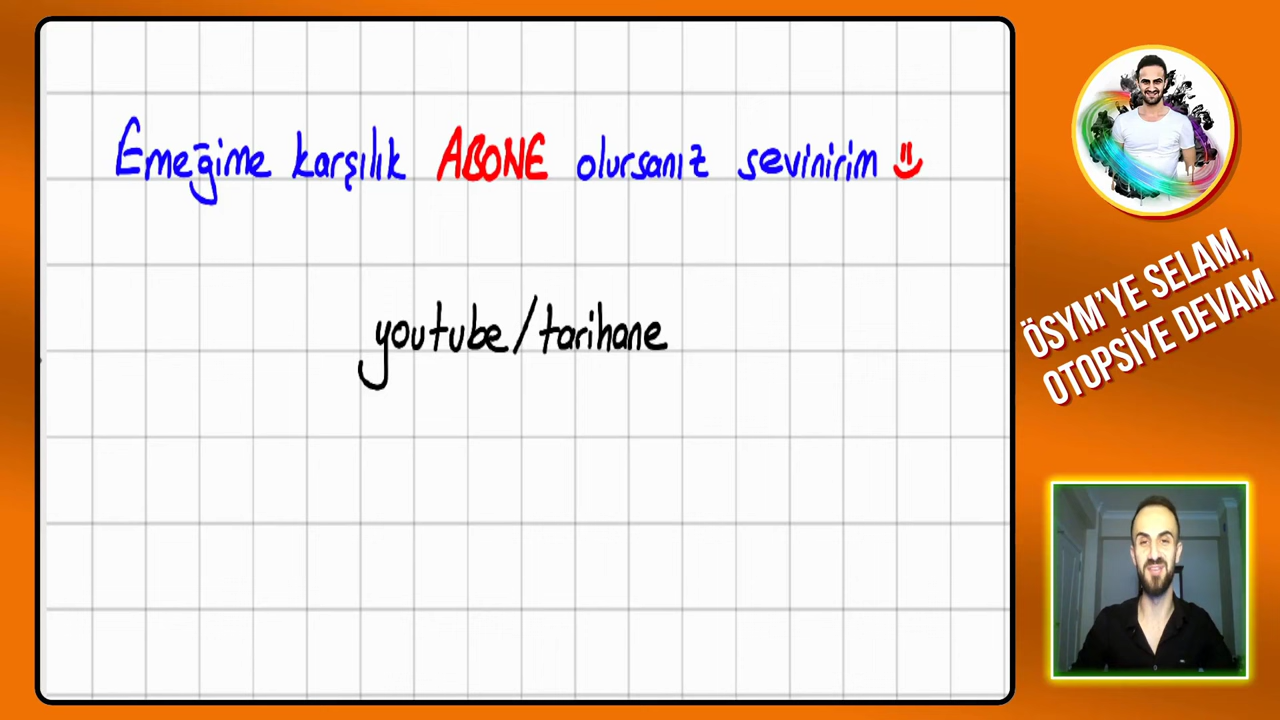 Emeğime karşılık ABONE olursanız sevinirim
youtube/tarihane
ÖSYM'YE SELAM,
OTOPSİYE DEVAM